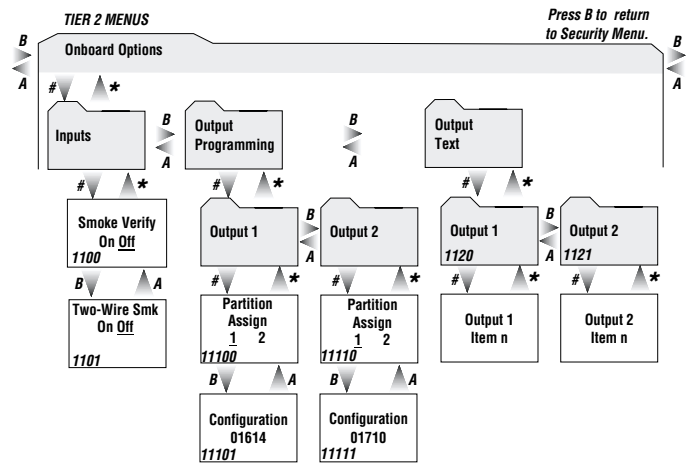 TIER 2 MENUS
Press B to return
to Security Menu.
B
A
Onboard Options
B
A
# *
Inputs
B
A
Output
Programming
B
A
Output
Text
# *
# *
# *
Smoke Verify
On Off
1100
Output 1
B
A
Output 2
Output 1
1120
B
A
Output 2
1121
B A
# *
# *
# *
# *
Two-Wire Smk
On Off
1101
Partition
Assign
1 2
11100
Partition
Assign
1 2
11110
Output 1
Item n
Output 2
Item n
B A
B A
Configuration
01614
11101
Configuration
01710
11111